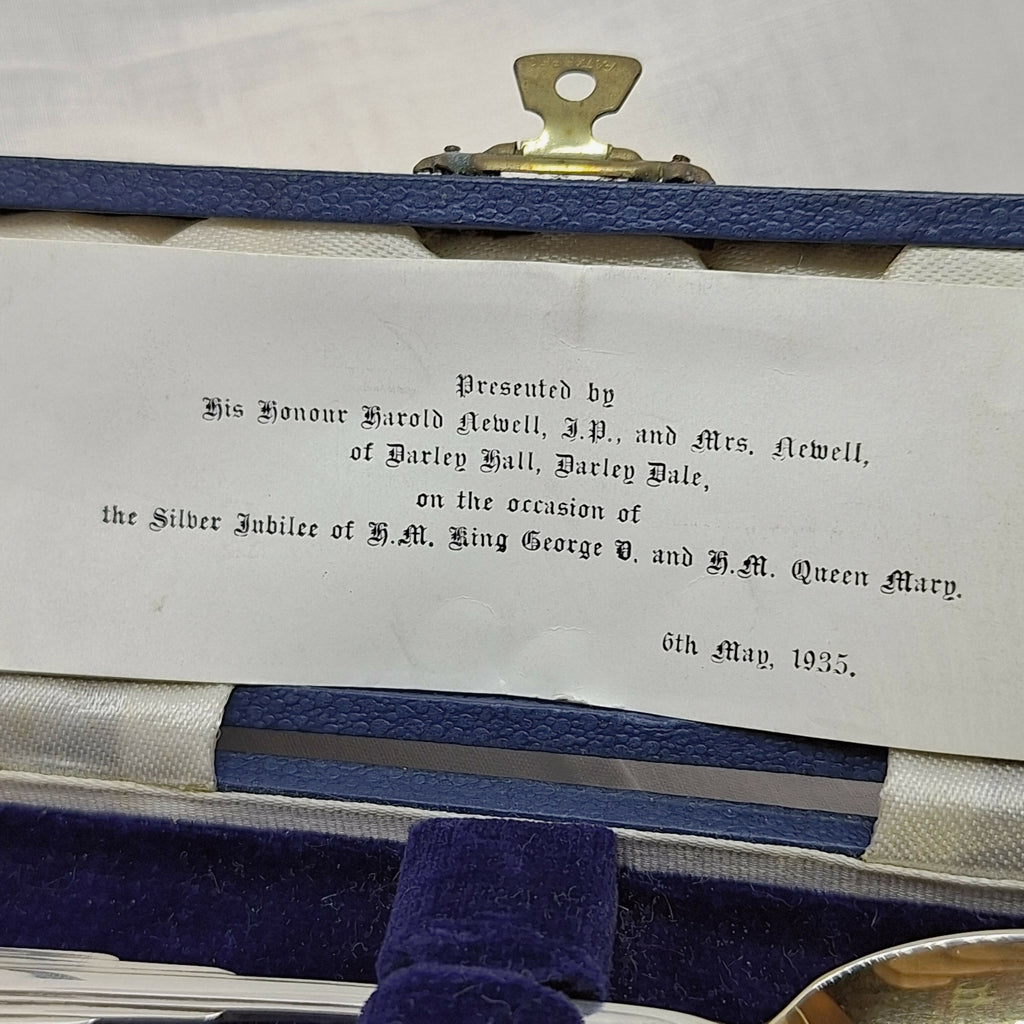 Presented by
His Honour Harold Newell, J.P., and Mrs. Newell,
of Darley Hall, Darley Dale,
on the occasion of
the Silver Jubilee of H.M. King George V. and H.M. Queen Mary.
6th May, 1935.